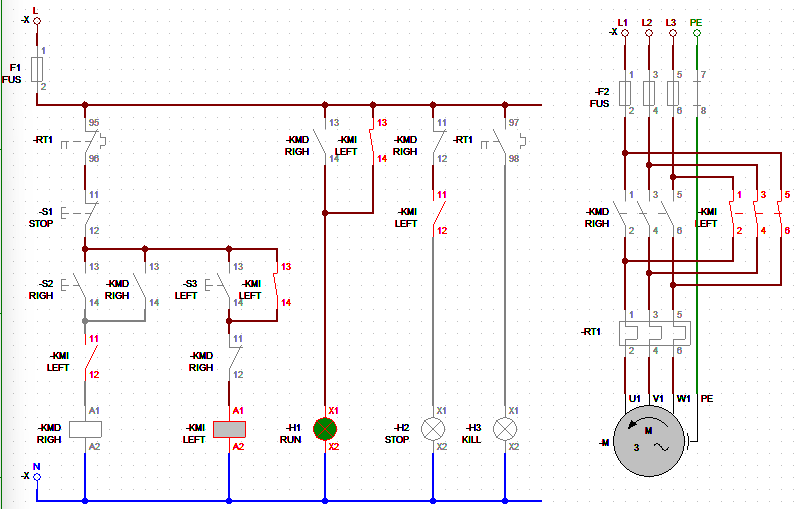 L
-X
1
F1
FUS
2
95
-RT1
96
11
-S1
STOP
12
13
-S2
RIGH
14
13
-KMD
RIGH
14
13
-S3
LEFT
14
13
-KMI
LEFT
14
11
-KMI
LEFT
12
11
-KMD
RIGH
12
A1
-KMD
RIGH
A2
A1
-KMI
LEFT
A2
13
-KMD
RIGH
14
13
-KMI
LEFT
14
11
-KMD
RIGH
12
11
-KMI
LEFT
12
97
-RT1
98
X1
-H1
RUN
X2
X1
-H2
STOP
X2
X1
-H3
KILL
X2
N
-X
L1 L2 L3 PE
-X
1 3 5 7
-F2
FUS
2 4 6 8
1 3 5
-KMD
RIGH
2 4 6
1 3 5
-KMI
LEFT
2 4 6
1 3 5
-RT1
2 4 6
U1 V1 W1 PE
M
-M
3